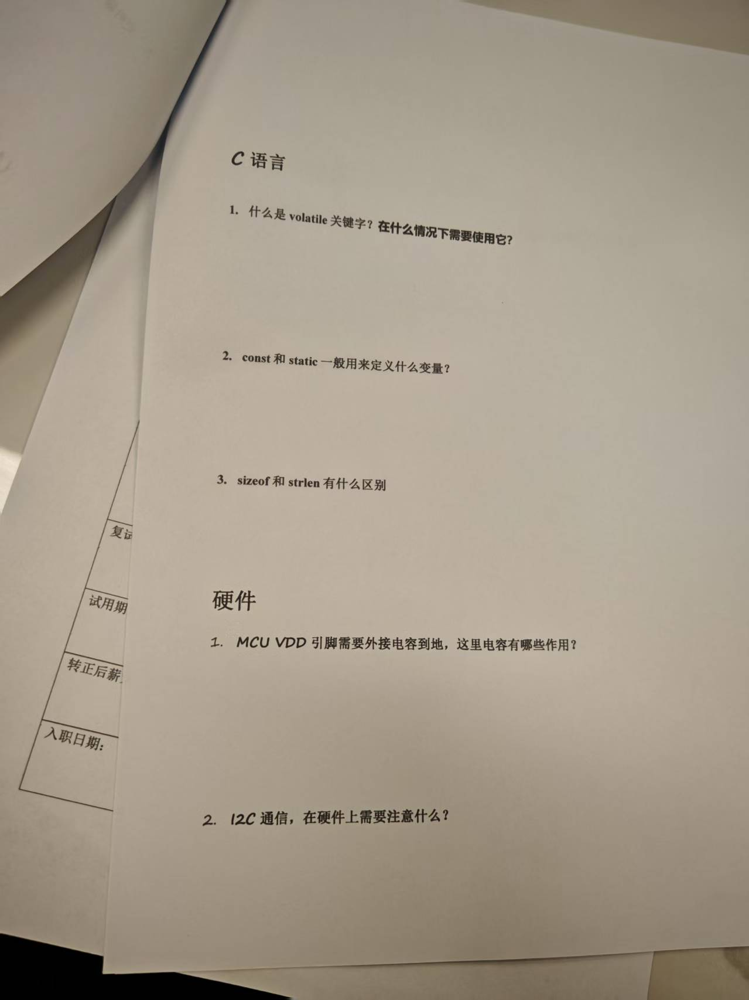 C 语言
1. 什么是 volatile 关键字？在什么情况下需要使用它?
2. const 和 static 一般用来定义什么变量？
3. sizeof 和 strlen 有什么区别
硬件
1. MCU VDD 引脚需要外接电容到地，这里电容有哪些作用？
2. I2C 通信，在硬件上需要注意什么？
复试
试用期
转正后薪
入职日期：